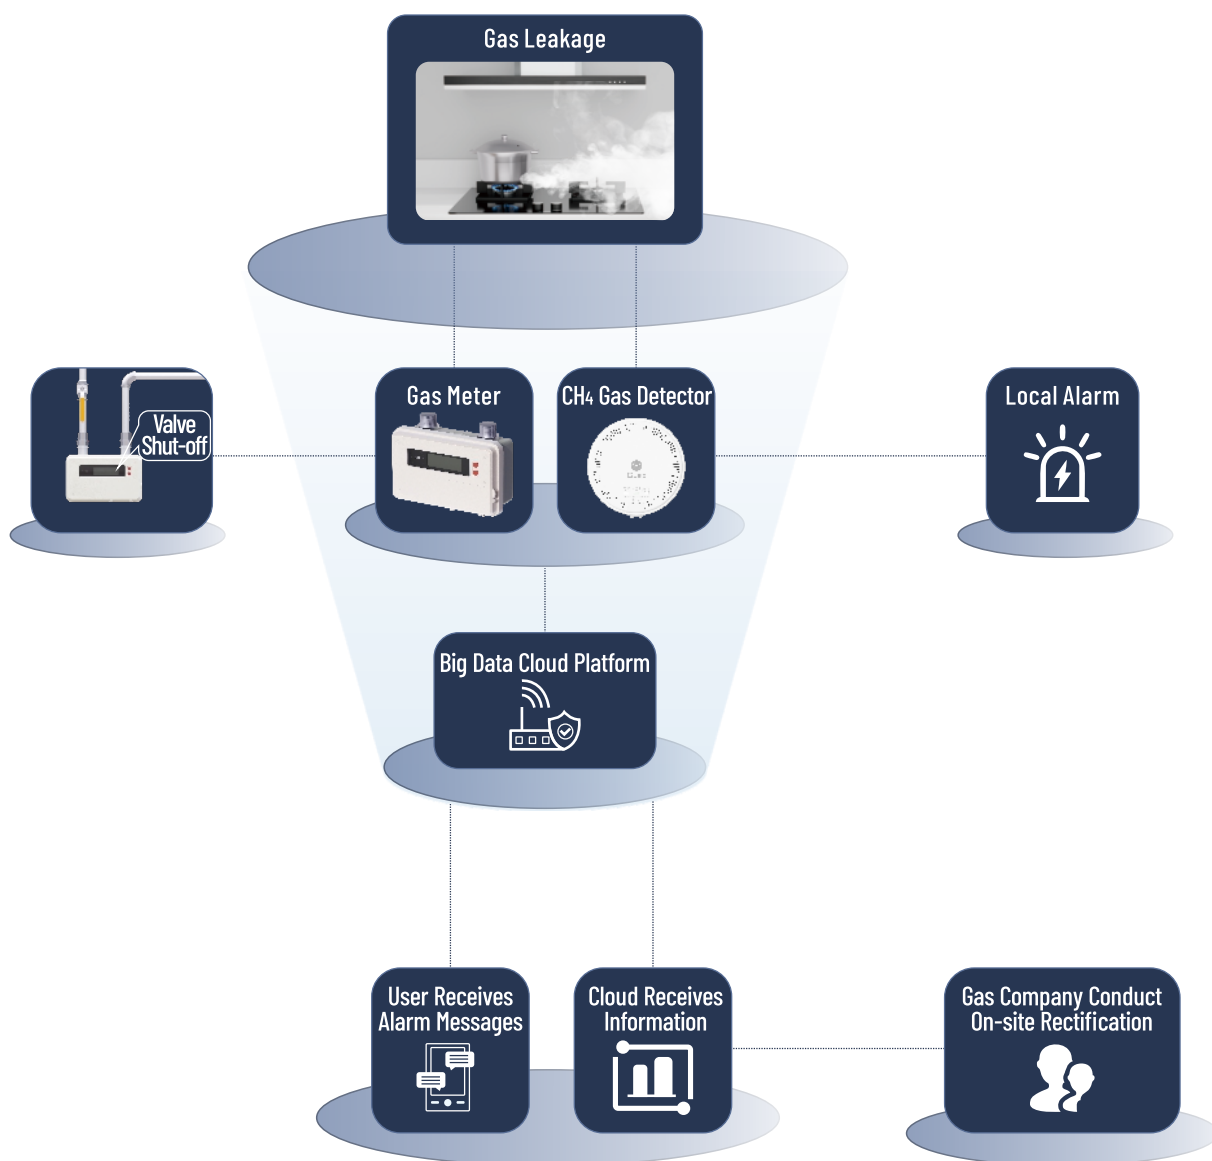 Gas Leakage
Valve
Shut-off
Gas Meter
CH4 Gas Detector
Local Alarm
Big Data Cloud Platform
User Receives
Alarm Messages
Cloud Receives
Information
Gas Company Conduct
On-site Rectification